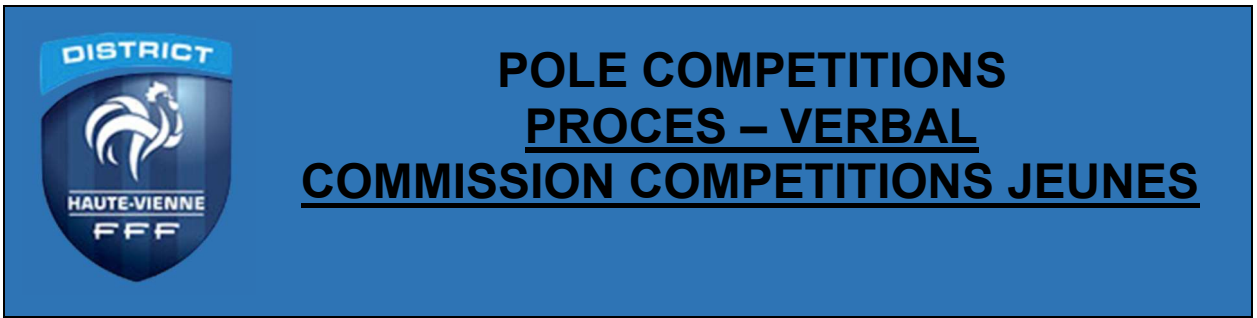 DISTRICT
HAUTE-VIENNE
FFF
POLE COMPETITIONS
PROCES – VERBAL
COMMISSION COMPETITIONS JEUNES